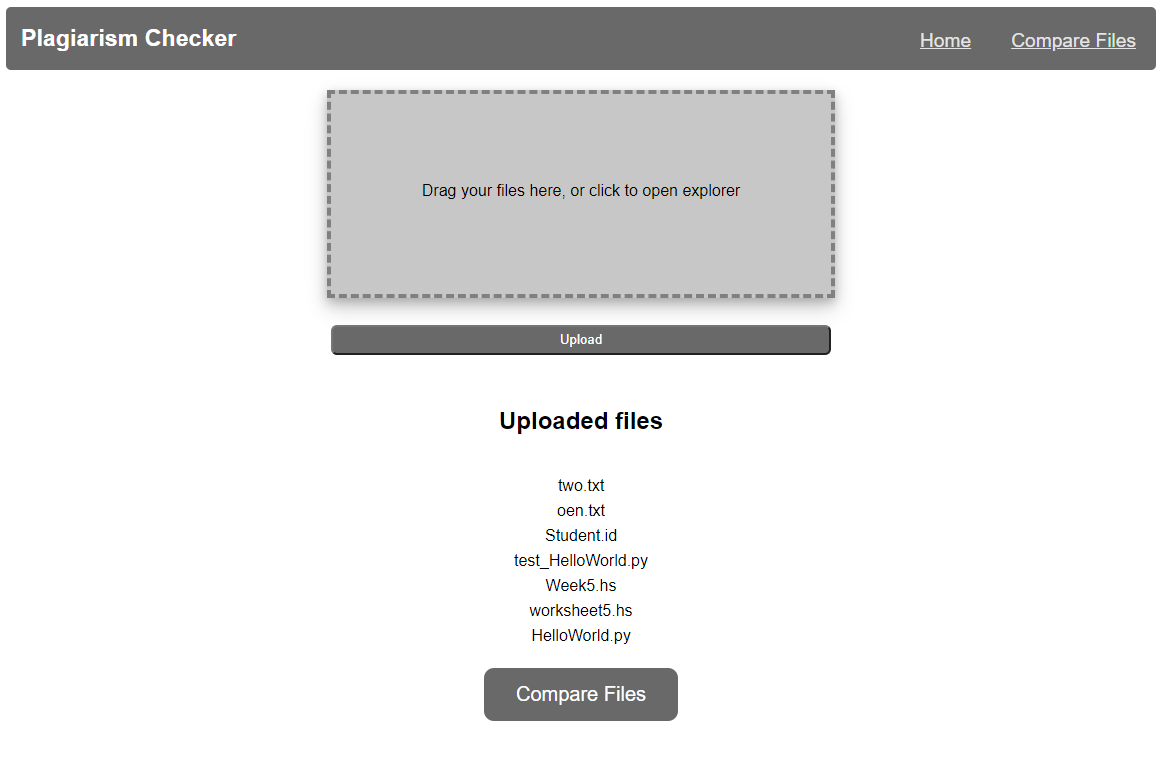 Plagiarism Checker
Home
Compare Files
Drag your files here, or click to open explorer
Upload
Uploaded files
two.txt
oen.txt
Student.id
test_HelloWorld.py
Week5.hs
worksheet5.hs
HelloWorld.py
Compare Files